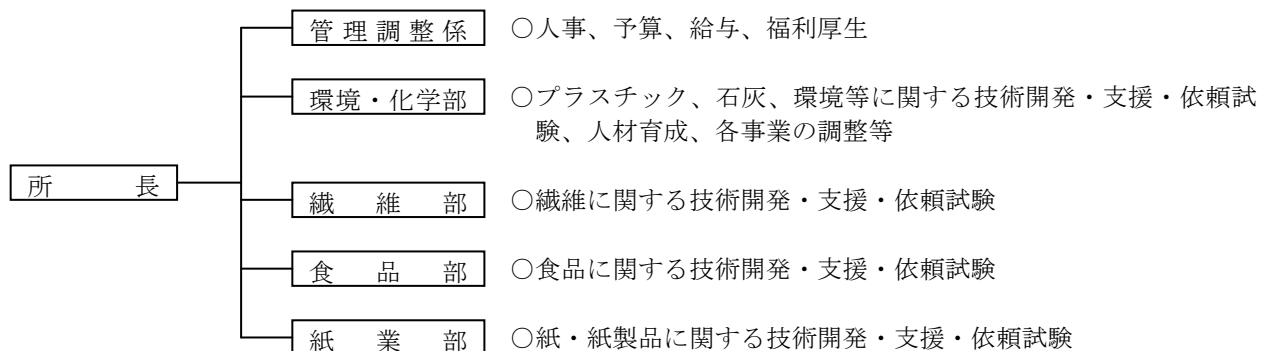 管理調整係 ○人事、予算、給与、福利厚生
環境・化学部 ○プラスチック、石灰、環境等に関する技術開発・支援・依頼試
験、人材育成、各事業の調整等
所長
繊維部 ○繊維に関する技術開発・支援・依頼試験
食品部 ○食品に関する技術開発・支援・依頼試験
紙業部 ○紙・紙製品に関する技術開発・支援・依頼試験